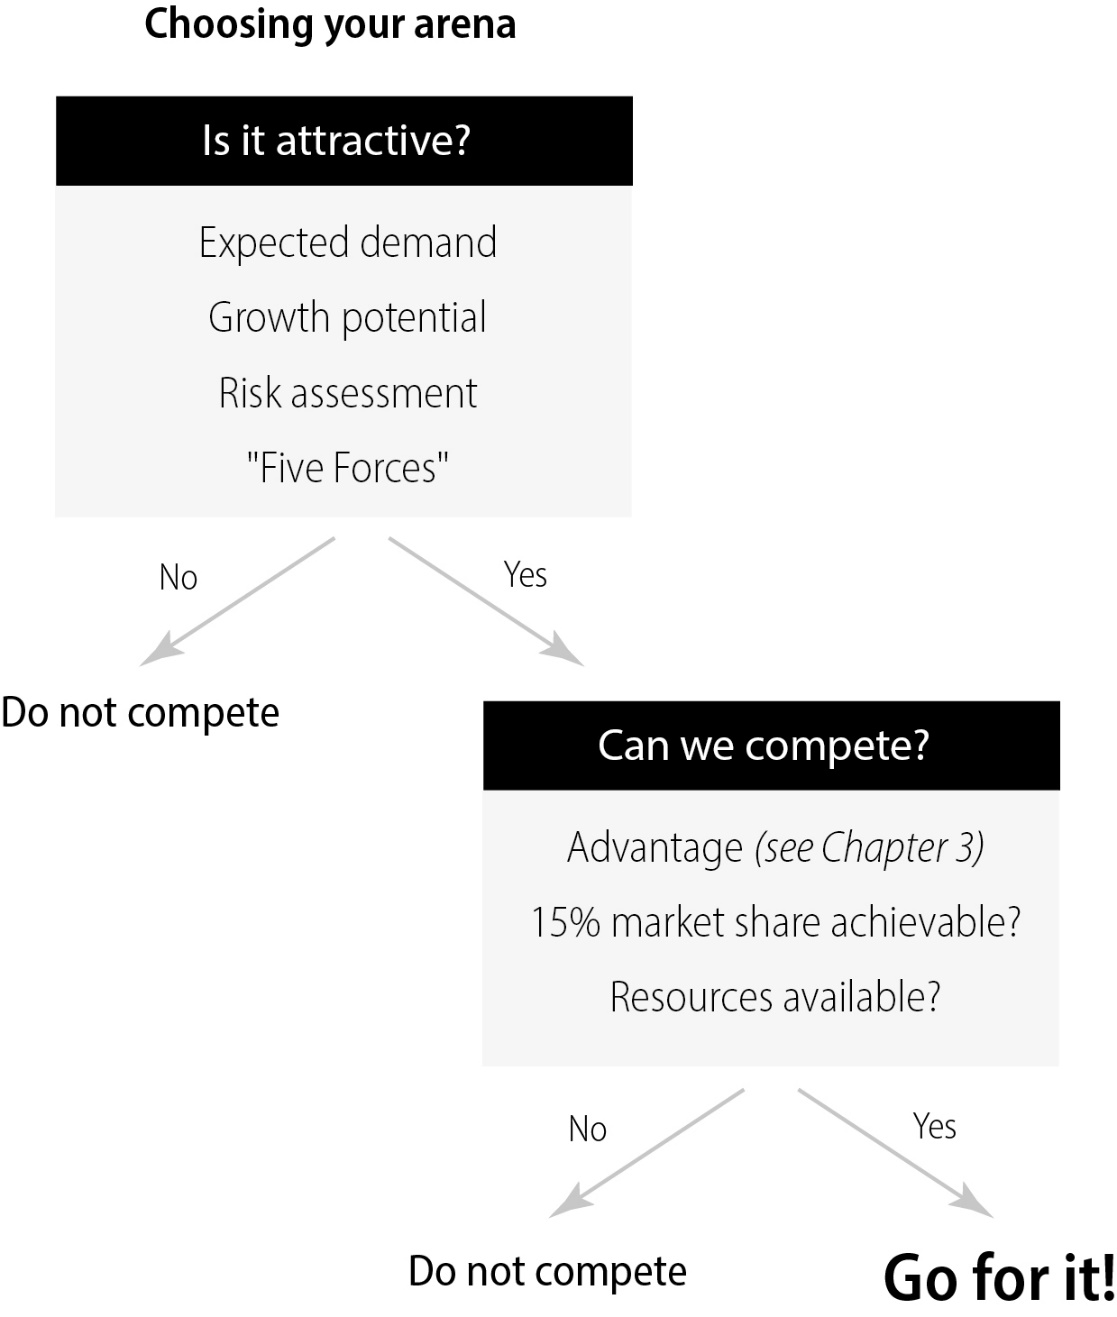 Choosing your arena
Is it attractive?
Expected demand
Growth potential
Risk assessment
"Five Forces"
No
Yes
Do not compete
Can we compete?
Advantage (see Chapter 3)
15% market share achievable?
Resources available?
No
Yes
Do not compete
Go for it!